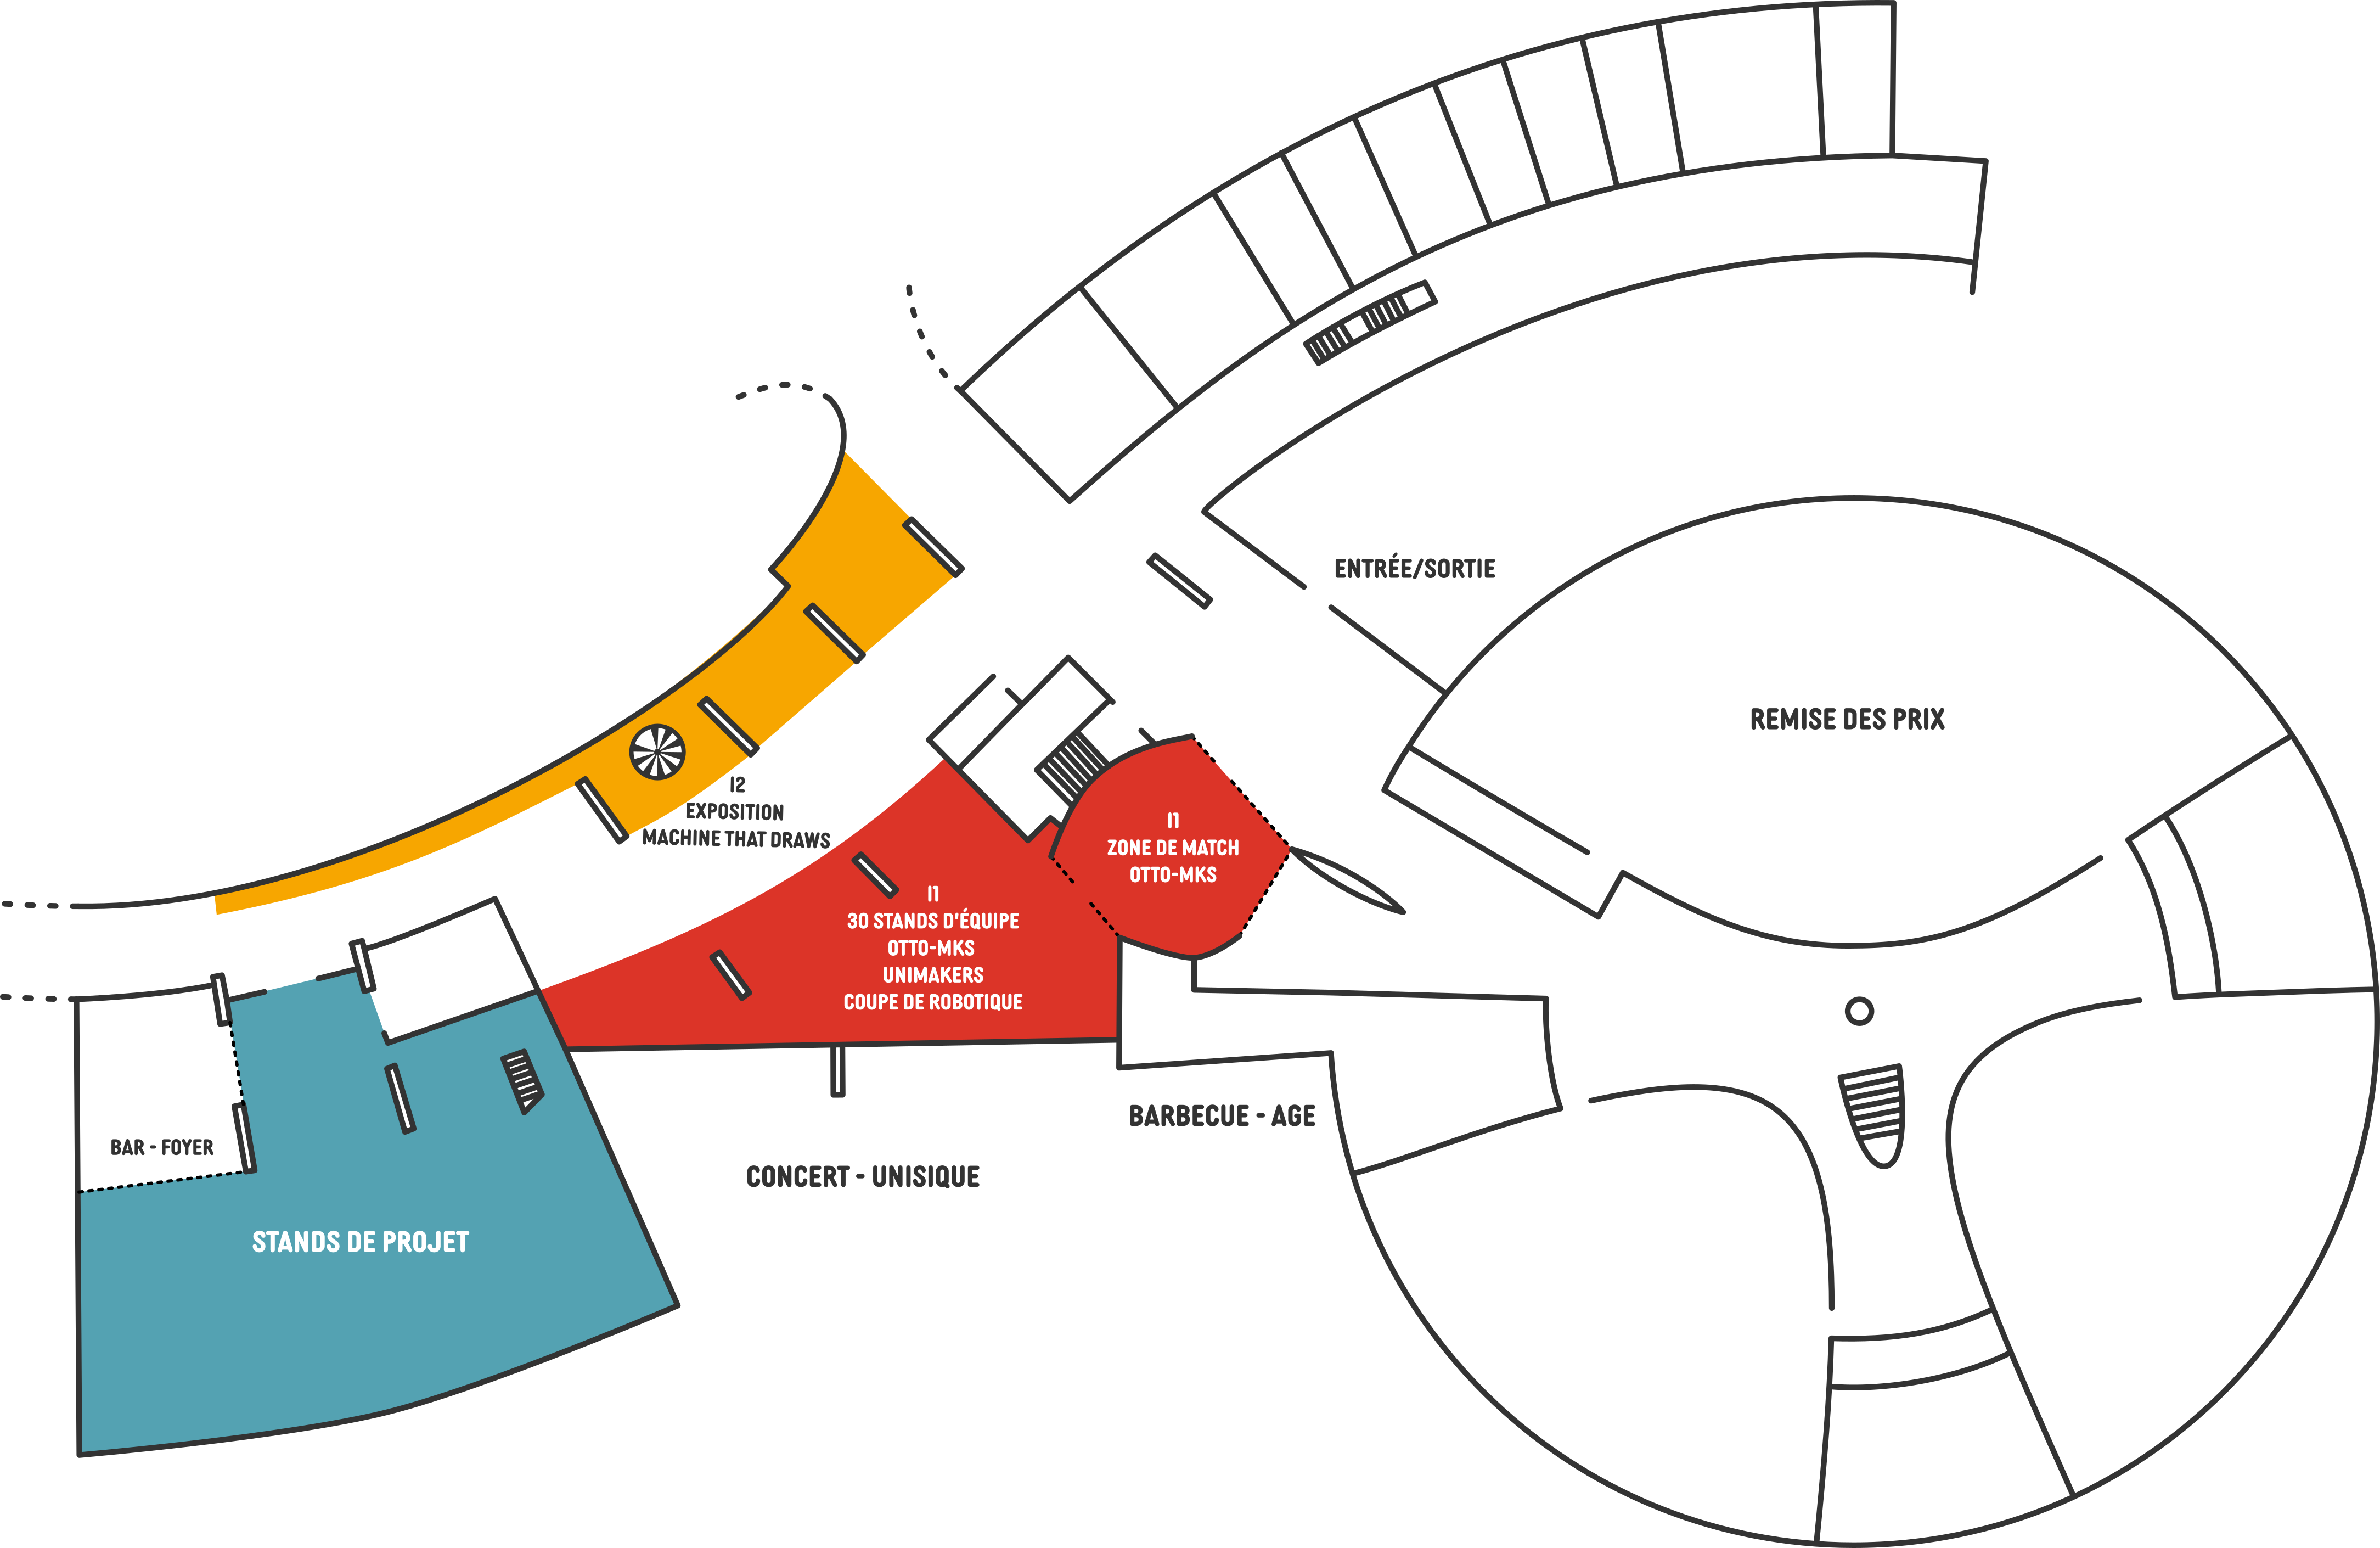 ENTRÉE/SORTIE
REMISE DES PRIX
I2
EXPOSITION
MACHINE THAT DRAWS
I1
ZONE DE MATCH
OTTO-MKS
I1
30 STANDS D'ÉQUIPE
OTTO-MKS
UNIMAKERS
COUPE DE ROBOTIQUE
BAR - FOYER
BARBECUE - AGE
CONCERT - UNISIQUE
STANDS DE PROJET